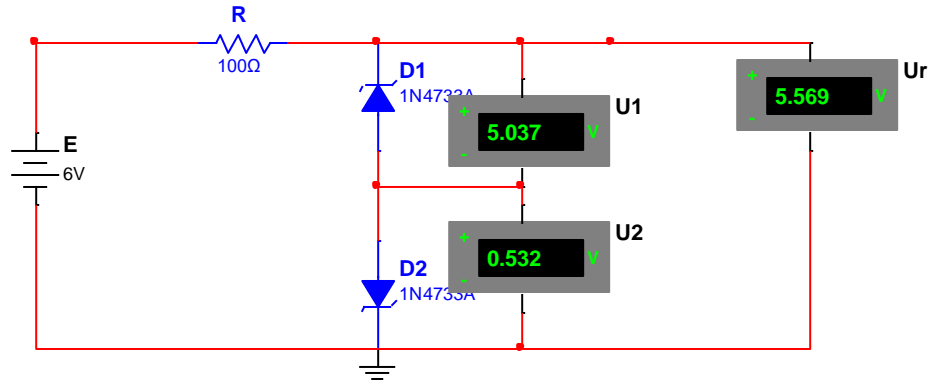 R
100Ω
D1
1N4733A
+
5.037
V
-
U1
+
5.569
V
-
Ur
E
6V
D2
1N4733A
+
0.532
V
-
U2